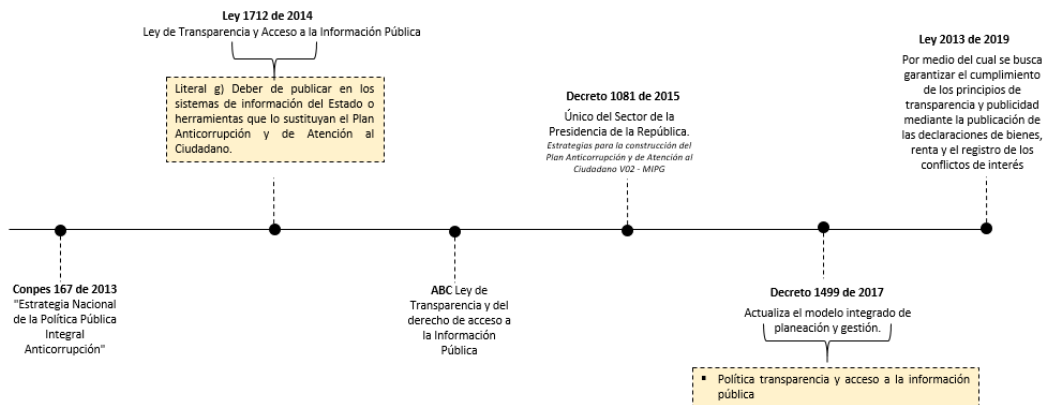 Ley 1712 de 2014
Ley de Transparencia y Acceso a la Información Pública
Literal g) Deber de publicar en los
sistemas de información del Estado o
herramientas que lo sustituyan el Plan
Anticorrupción y de Atención al
Ciudadano.
Decreto 1081 de 2015
Único del Sector de la
Presidencia de la República.
Estrategias para la construcción del
Plan Anticorrupción y de Atención al
Ciudadano V02 - MIPG
Ley 2013 de 2019
Por medio del cual se busca
garantizar el cumplimiento
de los principios de
transparencia y publicidad
mediante la publicación de
las declaraciones de bienes,
renta y el registro de los
conflictos de interés
Conpes 167 de 2013
"Estrategia Nacional
de la Política Pública
Integral
Anticorrupción"
ABC Ley de
Transparencia y del
derecho de acceso a
la Información
Pública
Decreto 1499 de 2017
Actualiza el modelo integrado de
planeación y gestión.
▪ Política transparencia y acceso a la información
pública